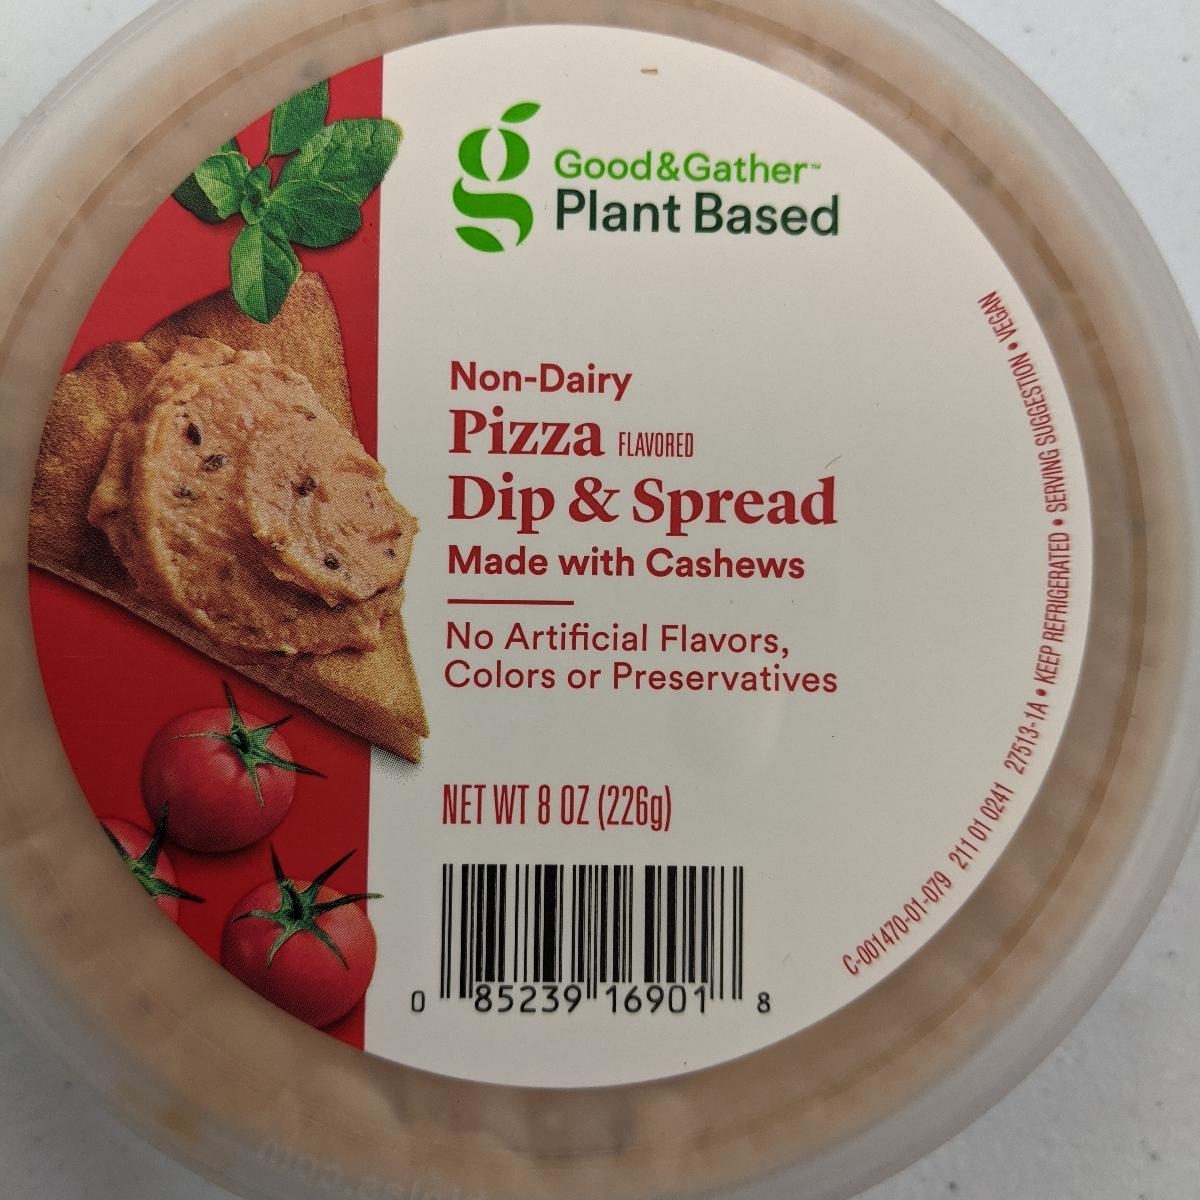 Good&Gather™
Plant Based
Non-Dairy
Pizza FLAVORED
Dip & Spread
Made with Cashews
No Artificial Flavors,
Colors or Preservatives
NET WT 8 OZ (226g)
0 85239 16901 8
C-001470-01-079 211 01 0241 27513-1A • KEEP REFRIGERATED • SERVING SUGGESTION • VEGAN